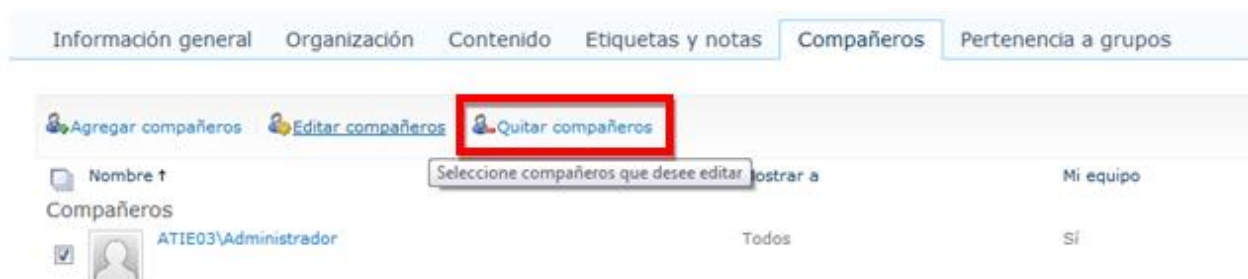 Información general Organización Contenido Etiquetas y notas Compañeros Pertenencia a grupos
Agregar compañeros Editar compañeros Quitar compañeros
Seleccione compañeros que desee editar
Nombre ↑ ostrar a Mi equipo
Compañeros
ATIE03\Administrador Todos Sí